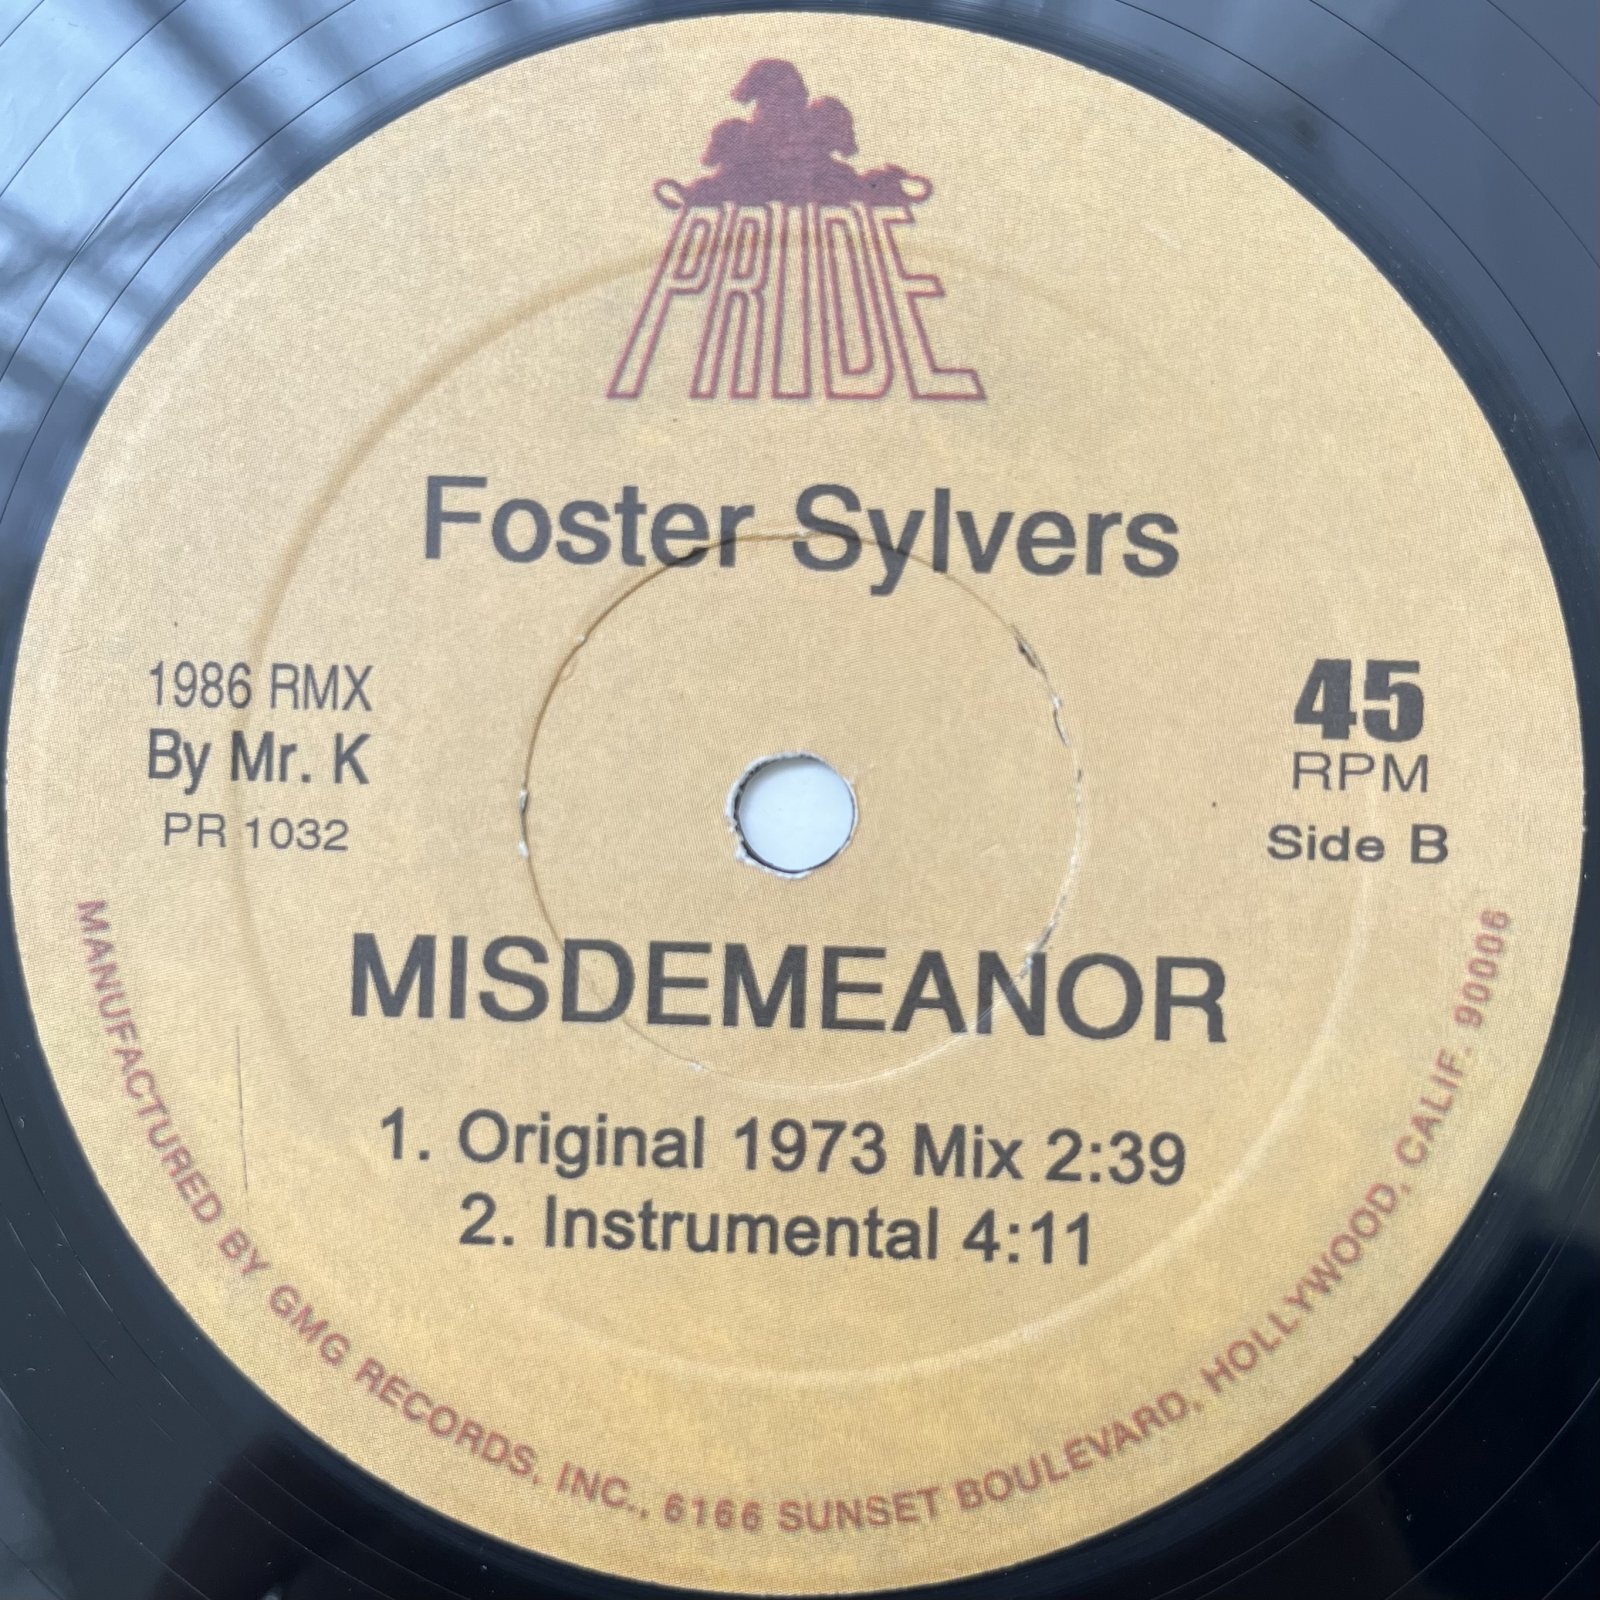 PRIDE
Foster Sylvers
1986 RMX
By Mr. K
PR 1032
45
RPM
Side B
MISDEMEANOR
1. Original 1973 Mix 2:39
2. Instrumental 4:11
MANUFACTURED BY GMG RECORDS, INC., 6166 SUNSET BOULEVARD, HOLLYWOOD, CALIF. 90006